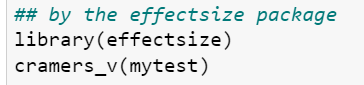 ## by the effectsize package
library(effectsize)
cramers_v(mytest)